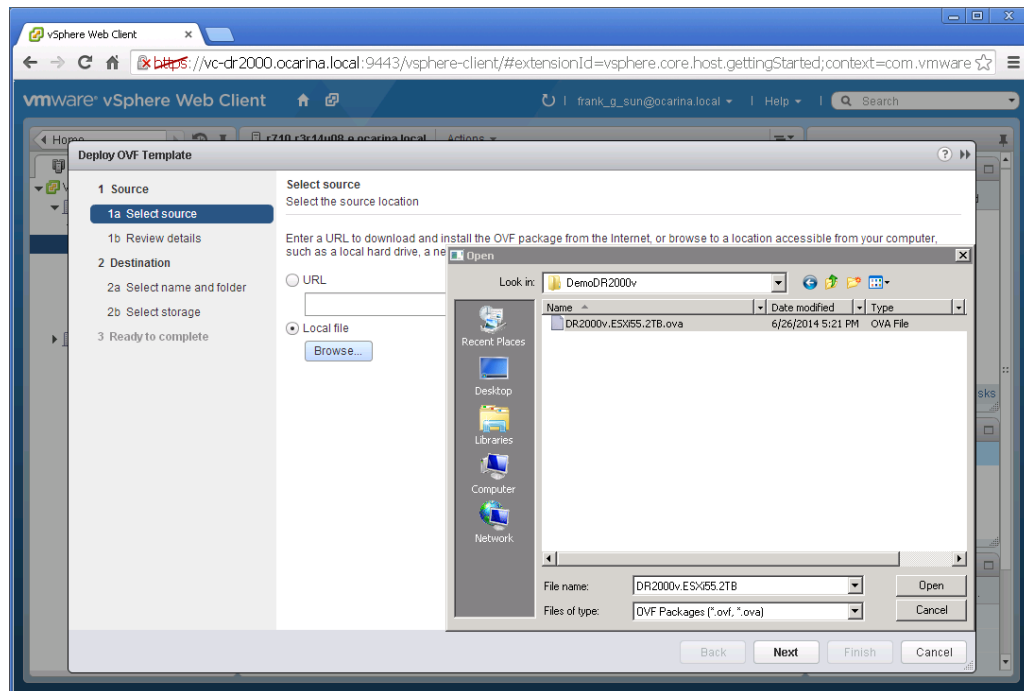 vSphere Web Client
https://vc-dr2000.ocarina.local:9443/vsphere-client/#extensionId=vsphere.core.host.gettingStarted;context=com.vmware
vmware® vSphere Web Client
frank_g_sun@ocarina.local
Help
Search
Home
r710.r3r14u08.e.ocarina.local
Actions
Deploy OVF Template
1 Source
1a Select source
1b Review details
2 Destination
2a Select name and folder
2b Select storage
3 Ready to complete
Select source
Select the source location
Enter a URL to download and install the OVF package from the Internet, or browse to a location accessible from your computer,
such as a local hard drive, a ne
URL
Local file
Browse...
Open
Look in:
DemoDR2000v
Name
Date modified
Type
DR2000v.ESXi55.2TB.ova
6/26/2014 5:21 PM
OVA File
Recent Places
Desktop
Libraries
Computer
Network
File name:
DR2000v.ESXi55.2TB
Open
Files of type:
OVF Packages (*.ovf, *.ova)
Cancel
sks
Back
Next
Finish
Cancel